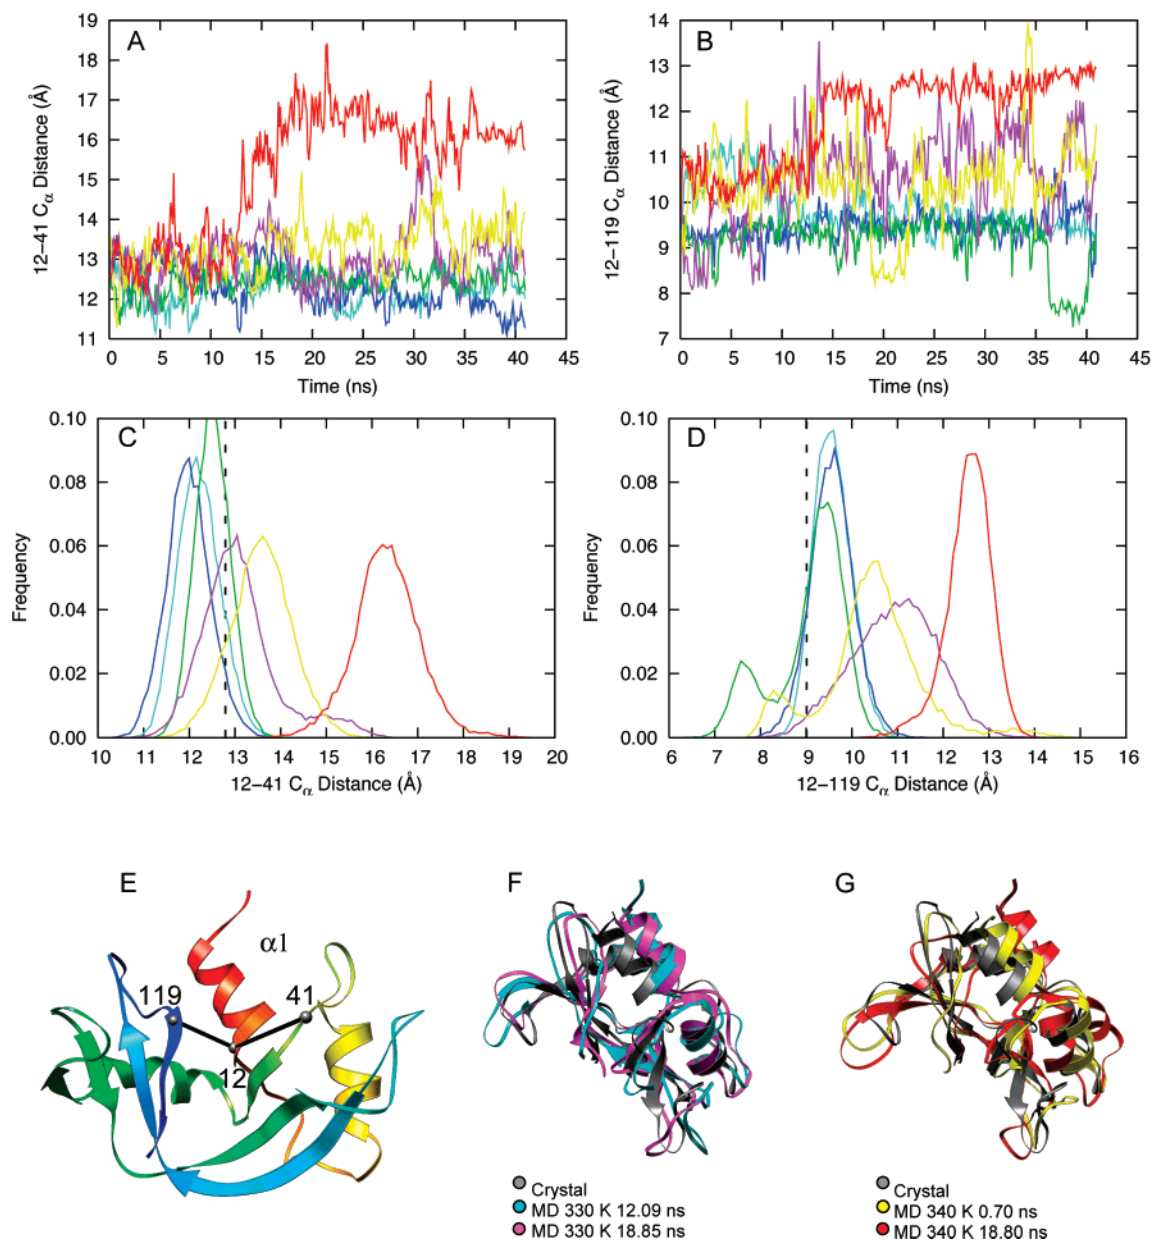 A
12–41 Cα Distance (Å)
19
18
17
16
15
14
13
12
11
0 5 10 15 20 25 30 35 40 45
Time (ns)
B
12–119 Cα Distance (Å)
14
13
12
11
10
9
8
7
0 5 10 15 20 25 30 35 40 45
Time (ns)
C
Frequency
0.10
0.08
0.06
0.04
0.02
0.00
10 11 12 13 14 15 16 17 18 19 20
12–41 Cα Distance (Å)
D
Frequency
0.10
0.08
0.06
0.04
0.02
0.00
6 7 8 9 10 11 12 13 14 15 16
12–119 Cα Distance (Å)
E
α1
119
41
12
F
Crystal
MD 330 K 12.09 ns
MD 330 K 18.85 ns
G
Crystal
MD 340 K 0.70 ns
MD 340 K 18.80 ns